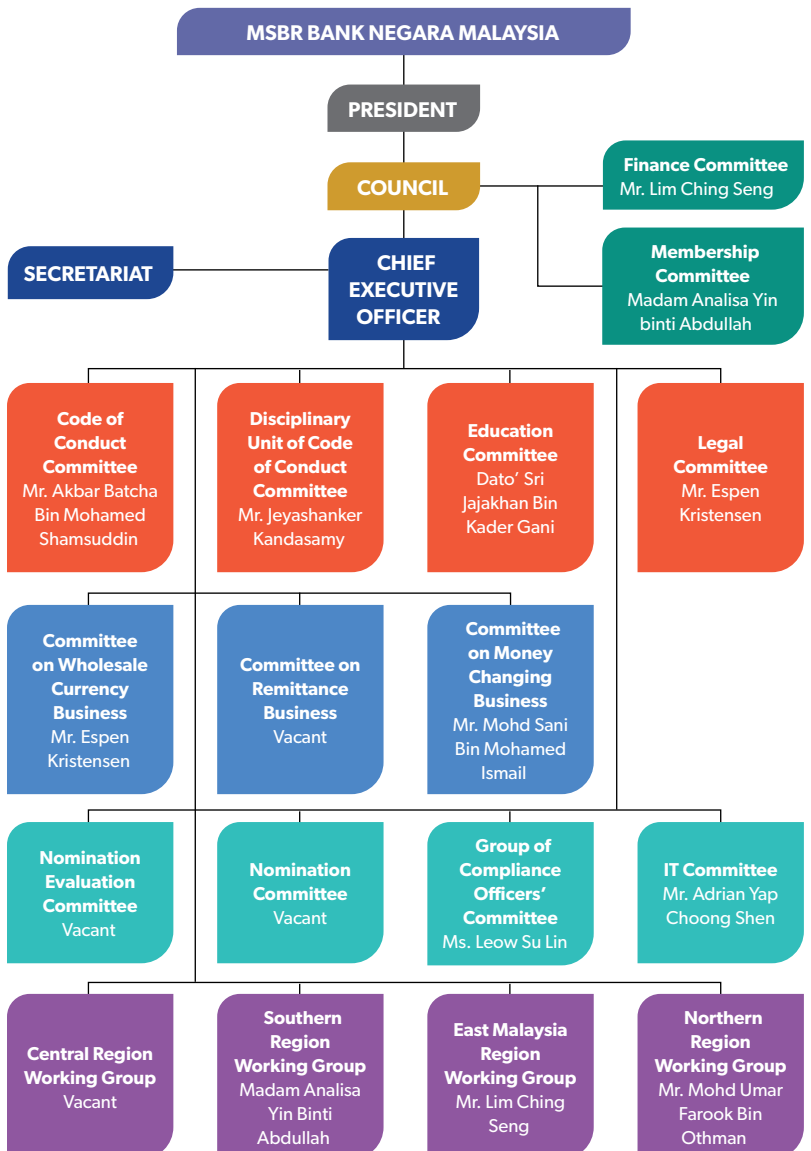 MSBR BANK NEGARA MALAYSIA
PRESIDENT
COUNCIL
Finance Committee
Mr. Lim Ching Seng
Membership
Committee
Madam Analisa Yin
binti Abdullah
SECRETARIAT
CHIEF
EXECUTIVE
OFFICER
Code of
Conduct
Committee
Mr. Akbar Batcha
Bin Mohamed
Shamsuddin
Disciplinary
Unit of Code
of Conduct
Committee
Mr. Jeyashanker
Kandasamy
Education
Committee
Dato’ Sri
Jajakhan Bin
Kader Gani
Legal
Committee
Mr. Espen
Kristensen
Committee
on Wholesale
Currency
Business
Mr. Espen
Kristensen
Committee on
Remittance
Business
Vacant
Committee
on Money
Changing
Business
Mr. Mohd Sani
Bin Mohamed
Ismail
Nomination
Evaluation
Committee
Vacant
Nomination
Committee
Vacant
Group of
Compliance
Officers’
Committee
Ms. Leow Su Lin
IT Committee
Mr. Adrian Yap
Choong Shen
Central Region
Working Group
Vacant
Southern
Region
Working Group
Madam Analisa
Yin Binti
Abdullah
East Malaysia
Region
Working Group
Mr. Lim Ching
Seng
Northern
Region
Working Group
Mr. Mohd Umar
Farook Bin
Othman